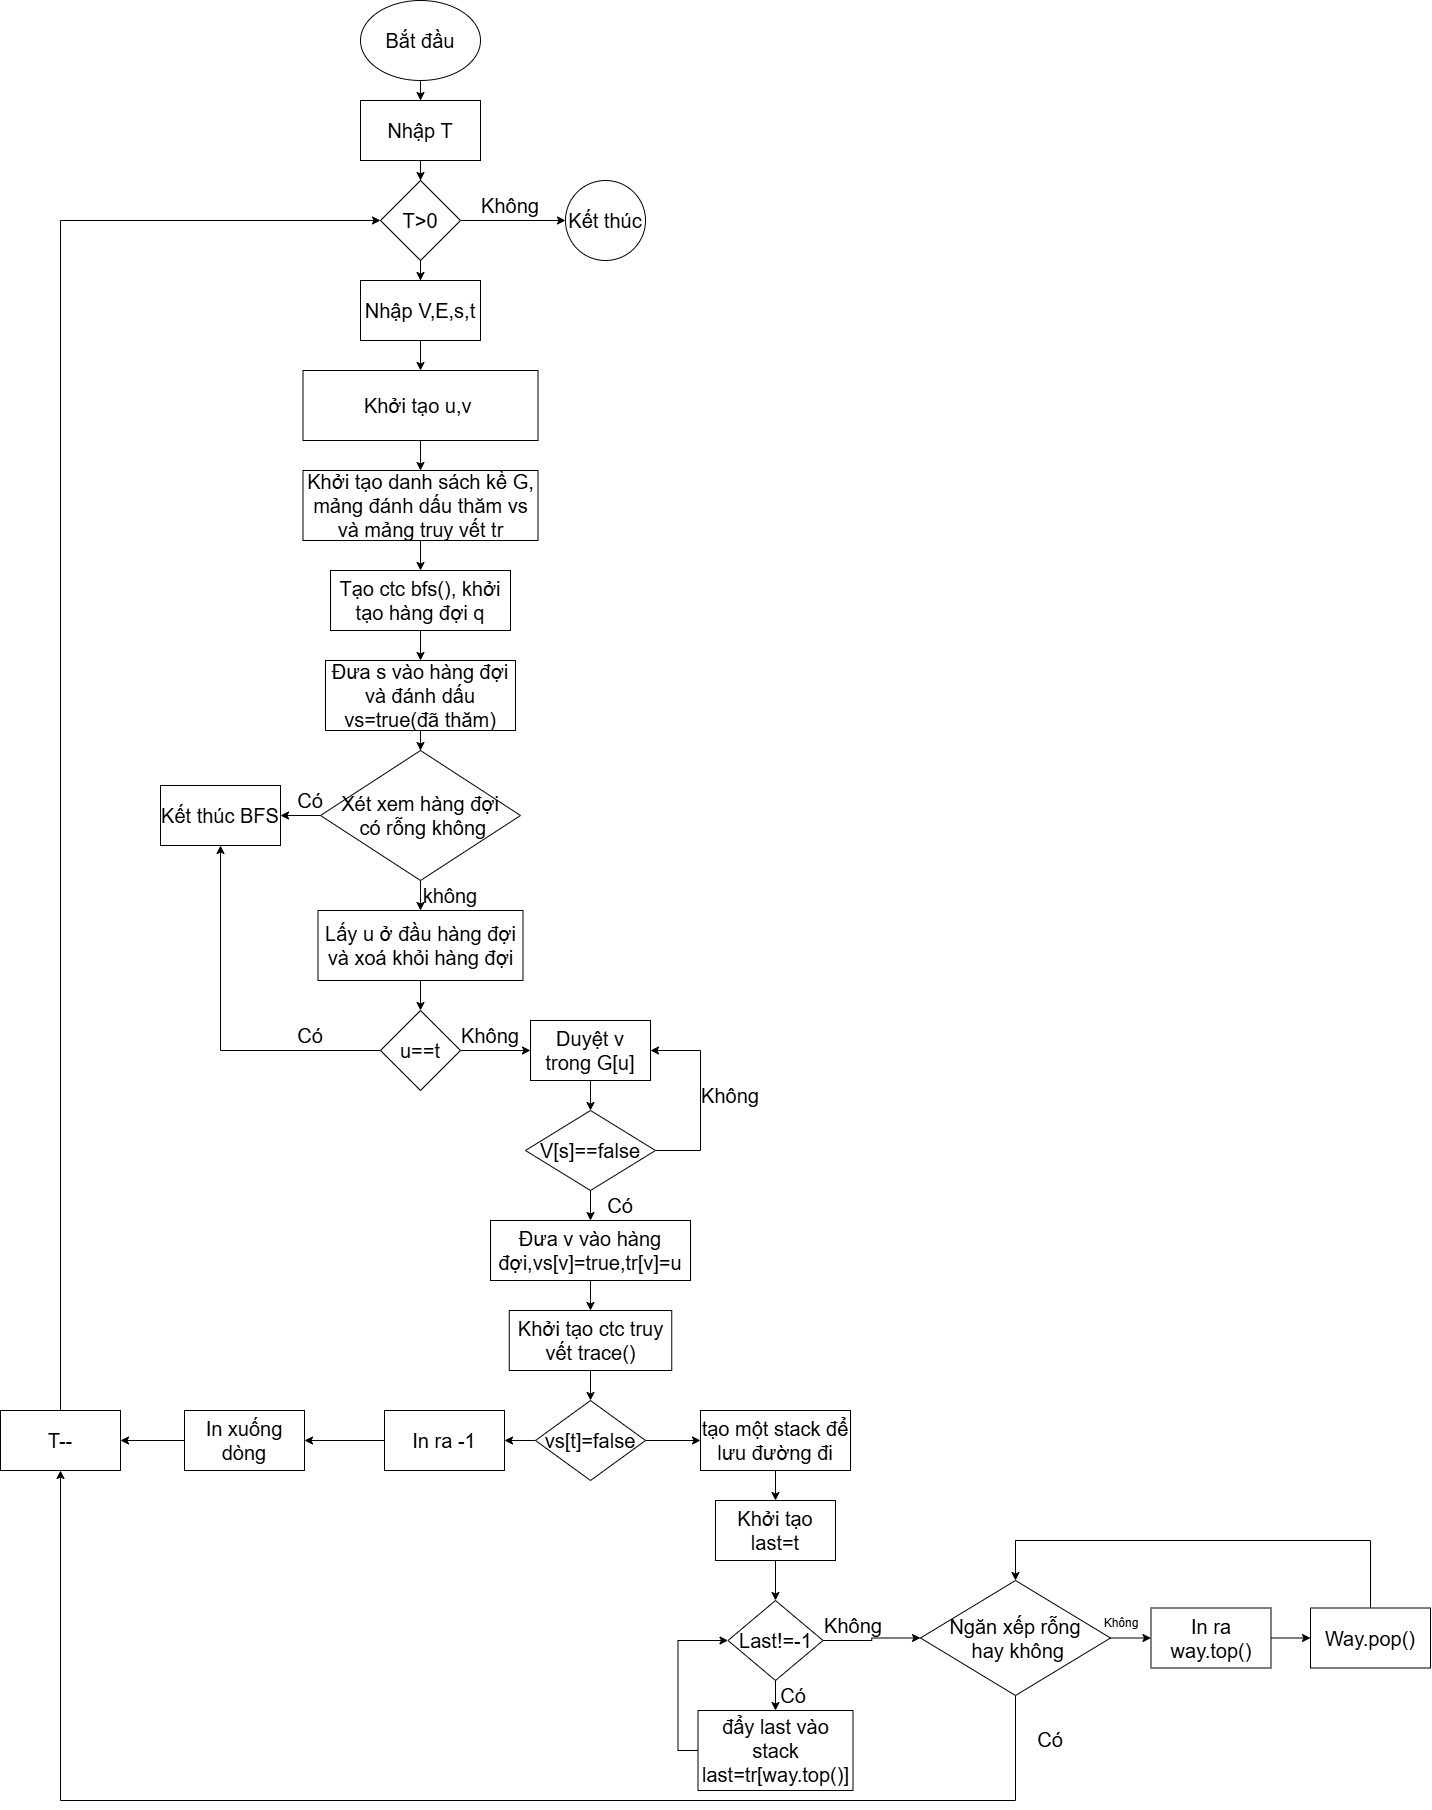 Bắt đầu
Nhập T
T>0
Không
Kết thúc
Nhập V,E,s,t
Khởi tạo u,v
Khởi tạo danh sách kề G,
mảng đánh dấu thăm vs
và mảng truy vết tr
Tạo ctc bfs(), khởi
tạo hàng đợi q
Đưa s vào hàng đợi
và đánh dấu
vs=true(đã thăm)
Xét xem hàng đợi
có rỗng không
Có
Kết thúc BFS
không
Lấy u ở đầu hàng đợi
và xoá khỏi hàng đợi
u==t
Có
Không
Duyệt v
trong G[u]
Không
V[s]==false
Có
Đưa v vào hàng
đợi,vs[v]=true,tr[v]=u
Khởi tạo ctc truy
vết trace()
vs[t]=false
In ra -1
In xuống
dòng
T--
tạo một stack để
lưu đường đi
Khởi tạo
last=t
Last!=-1
Không
Có
đẩy last vào
stack
last=tr[way.top()]
Ngăn xếp rỗng
hay không
Không
In ra
way.top()
Way.pop()
Có